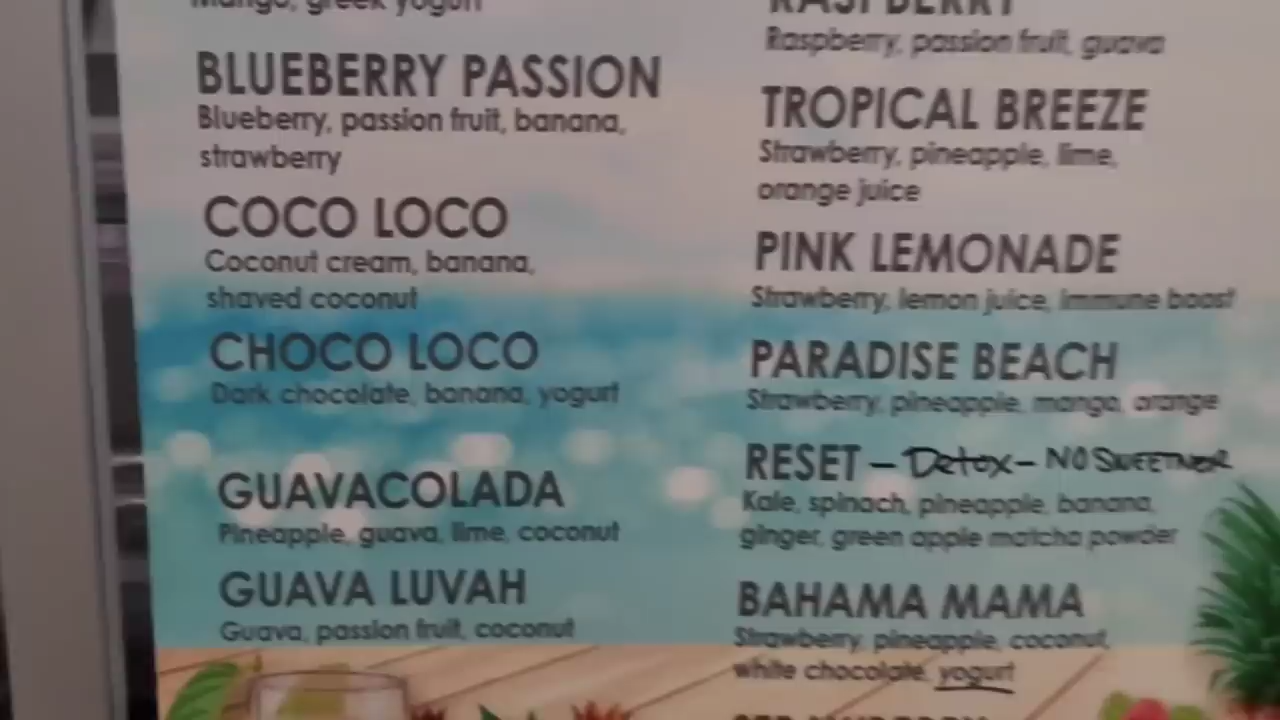 Mango, greek yogurt
BLUEBERRY PASSION
Blueberry, passion fruit, banana,
strawberry
COCO LOCO
Coconut cream, banana,
shaved coconut
CHOCO LOCO
Dark chocolate, banana, yogurt
GUAVACOLADA
Pineapple, guava, lime, coconut
GUAVA LUVAH
Guava, passion fruit, coconut
Raspberry, passion fruit, guava
TROPICAL BREEZE
Strawberry, pineapple, lime,
orange juice
PINK LEMONADE
Strawberry, lemon juice, immune boost
PARADISE BEACH
Strawberry, pineapple, mango, orange
RESET - Detox - NO SWEETNER
Kale, spinach, pineapple, banana,
ginger, green apple matcha powder
BAHAMA MAMA
Strawberry, pineapple, coconut,
white chocolate, yogurt